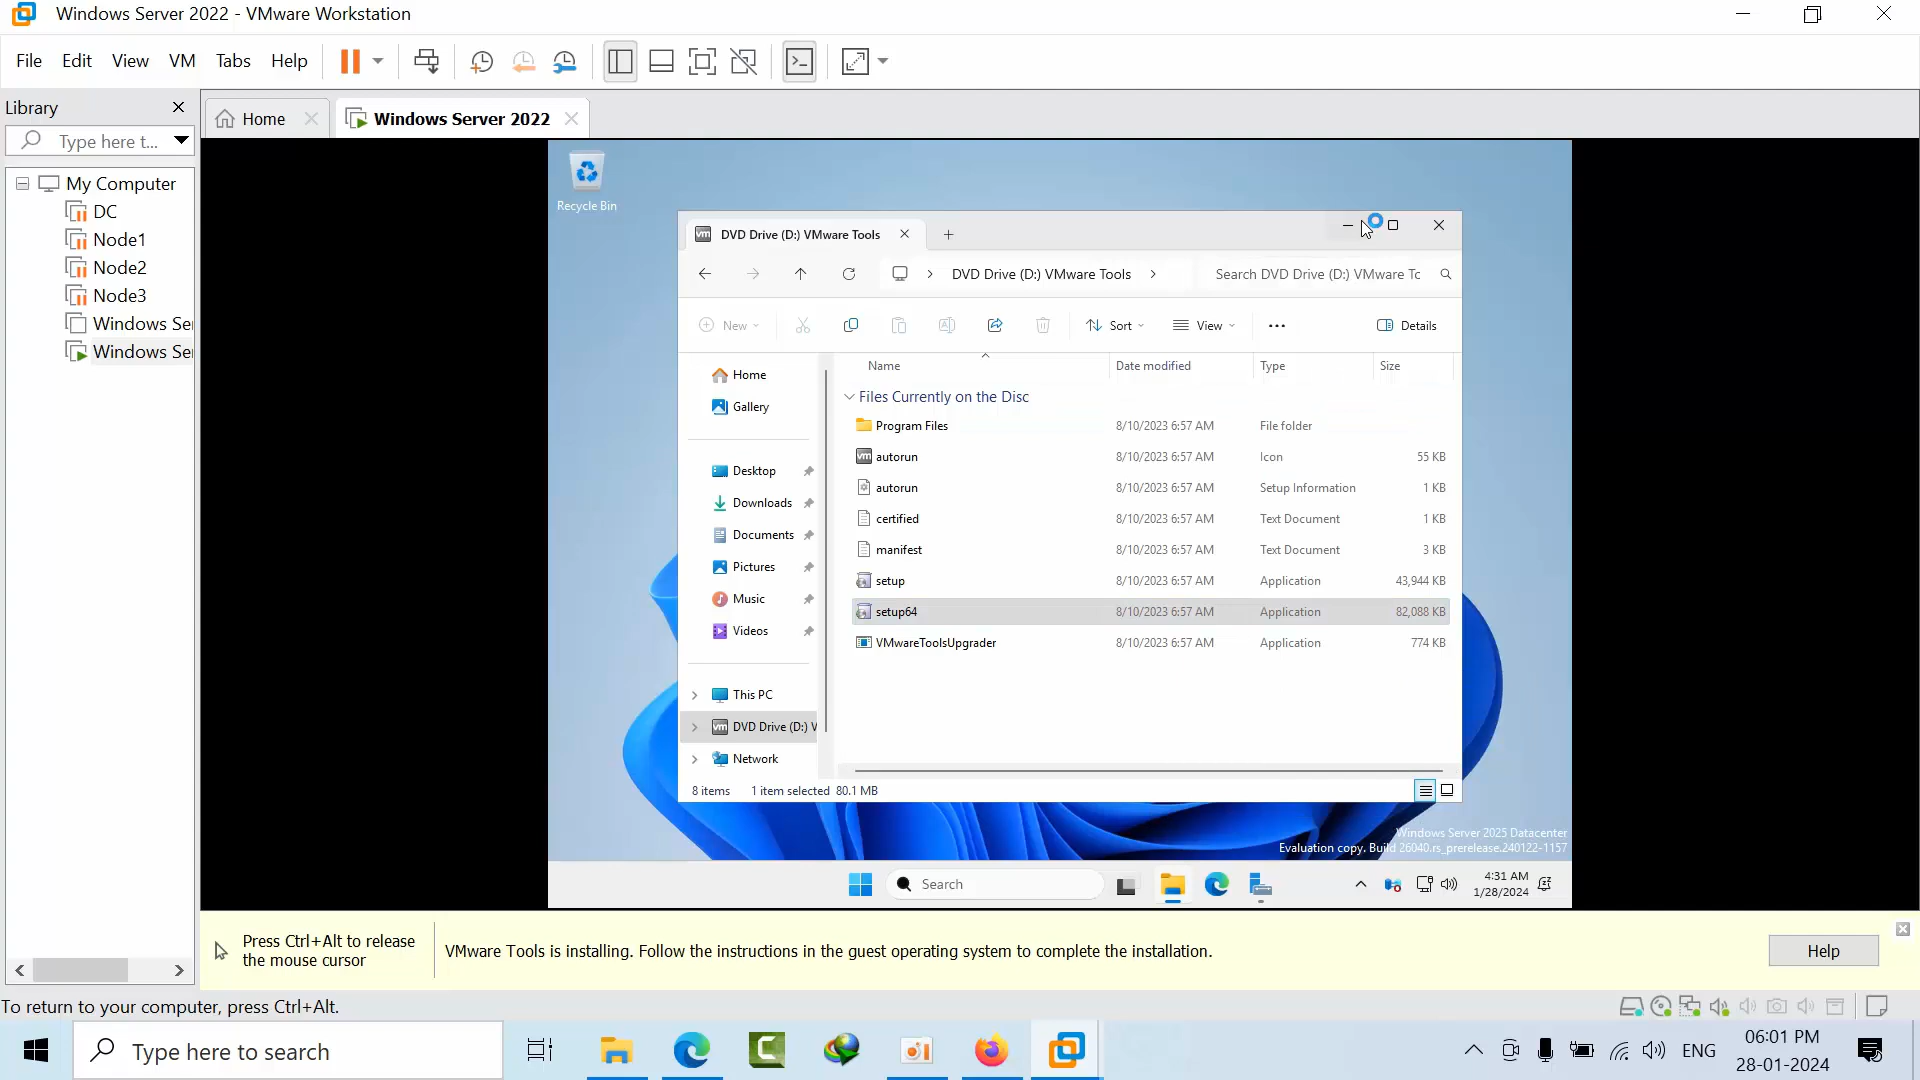 Windows Server 2022 - VMware Workstation
File Edit View VM Tabs Help
Library
Home
Windows Server 2022
Type here t...
My Computer
DC
Node1
Node2
Node3
Windows Se
Windows Se
Recycle Bin
DVD Drive (D:) VMware Tools
DVD Drive (D:) VMware Tools
Search DVD Drive (D:) VMware Tc
New
Sort
View
Details
Name Date modified Type Size
Home
Gallery
Desktop
Downloads
Documents
Pictures
Music
Videos
This PC
DVD Drive (D:) V
Network
Files Currently on the Disc
Program Files 8/10/2023 6:57 AM File folder
autorun 8/10/2023 6:57 AM Icon 55 KB
autorun 8/10/2023 6:57 AM Setup Information 1 KB
certified 8/10/2023 6:57 AM Text Document 1 KB
manifest 8/10/2023 6:57 AM Text Document 3 KB
setup 8/10/2023 6:57 AM Application 43,944 KB
setup64 8/10/2023 6:57 AM Application 82,088 KB
VMwareToolsUpgrader 8/10/2023 6:57 AM Application 774 KB
8 items 1 item selected 80.1 MB
Windows Server 2025 Datacenter
Evaluation copy. Build 26040.rs_prerelease.240122-1157
Search
4:31 AM
1/28/2024
Press Ctrl+Alt to release
the mouse cursor
VMware Tools is installing. Follow the instructions in the guest operating system to complete the installation.
Help
To return to your computer, press Ctrl+Alt.
Type here to search
ENG
06:01 PM
28-01-2024